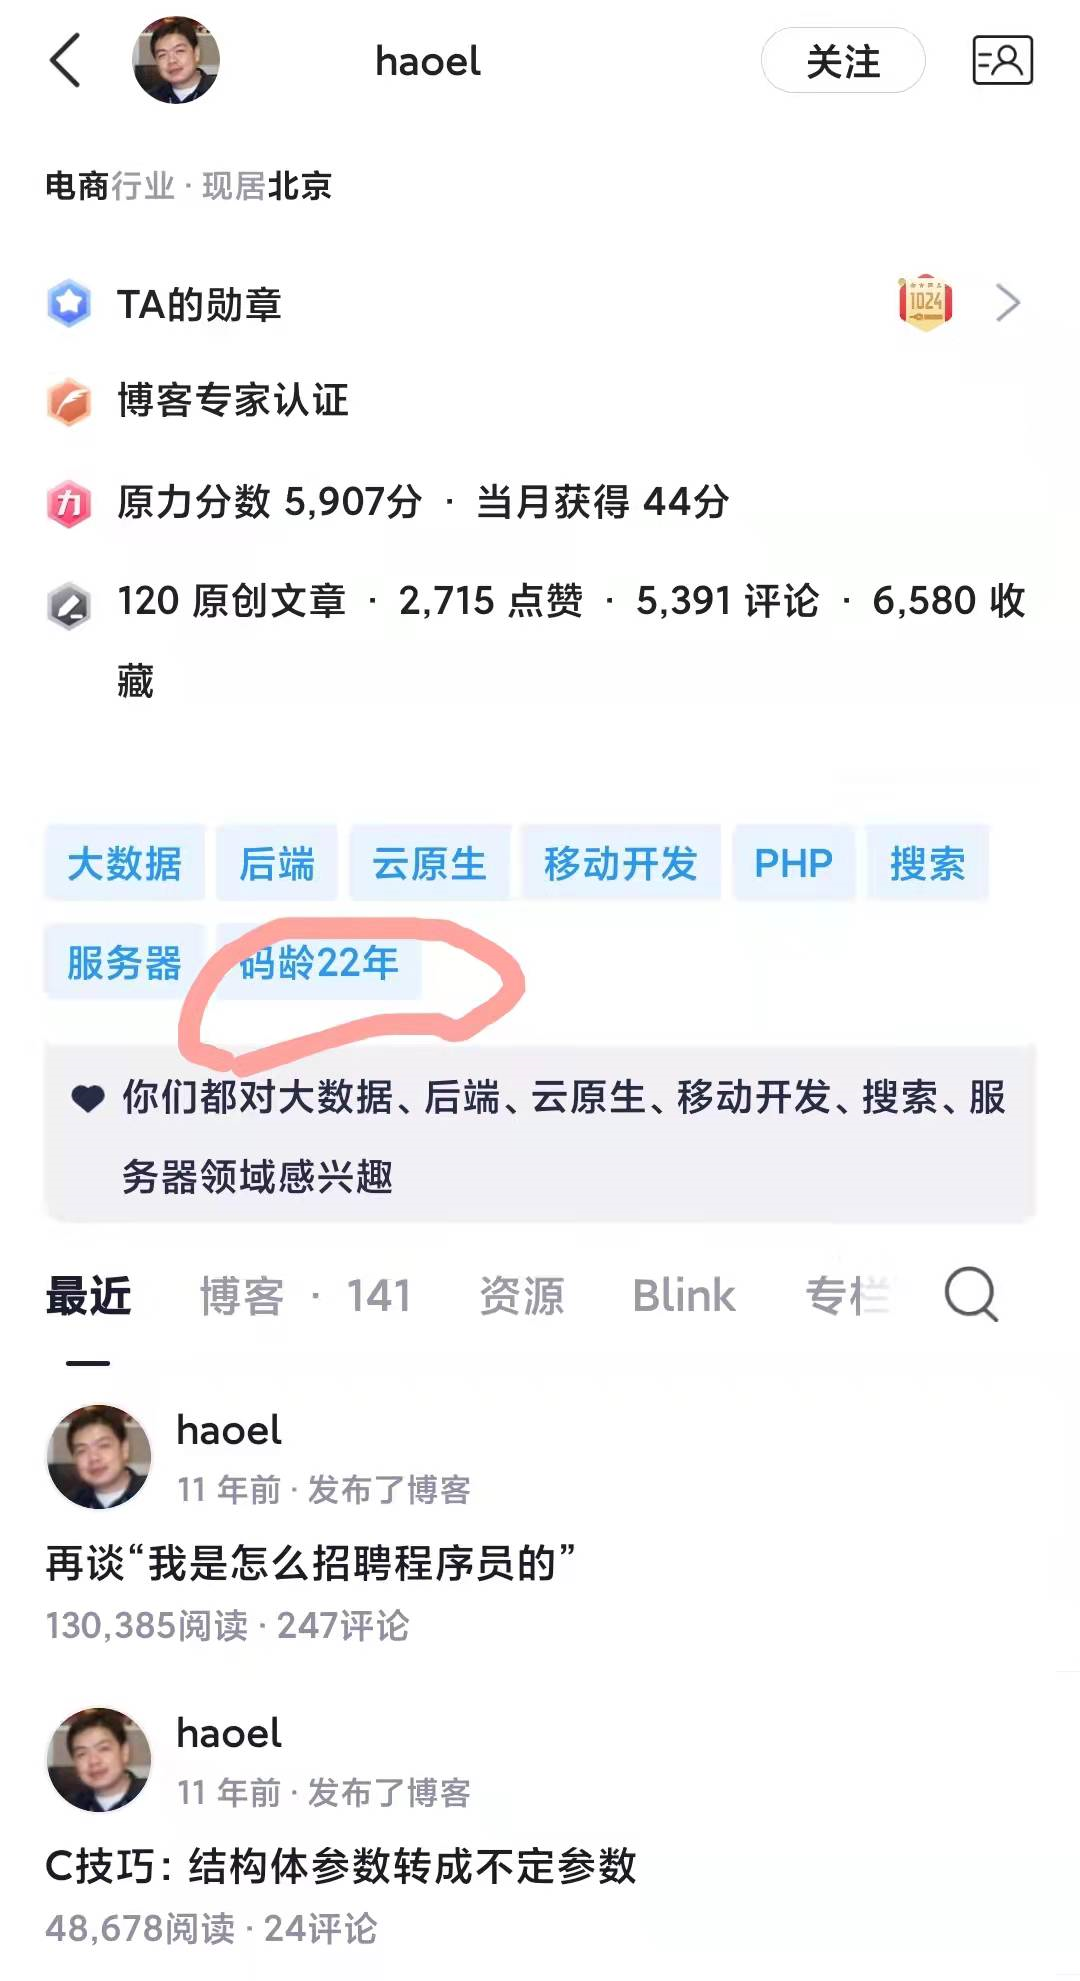 haoel
关注
电商行业 · 现居北京
TA的勋章
1024
博客专家认证
力
原力分数 5,907分 · 当月获得 44分
120 原创文章 · 2,715 点赞 · 5,391 评论 · 6,580 收
藏
大数据 后端 云原生 移动开发 PHP 搜索
服务器 码龄22年
你们都对大数据、后端、云原生、移动开发、搜索、服
务器领域感兴趣
最近 博客 · 141 资源 Blink 专栏
haoel
11 年前 · 发布了博客
再谈“我是怎么招聘程序员的”
130,385阅读 · 247评论
haoel
11 年前 · 发布了博客
C技巧：结构体参数转成不定参数
48,678阅读 · 24评论